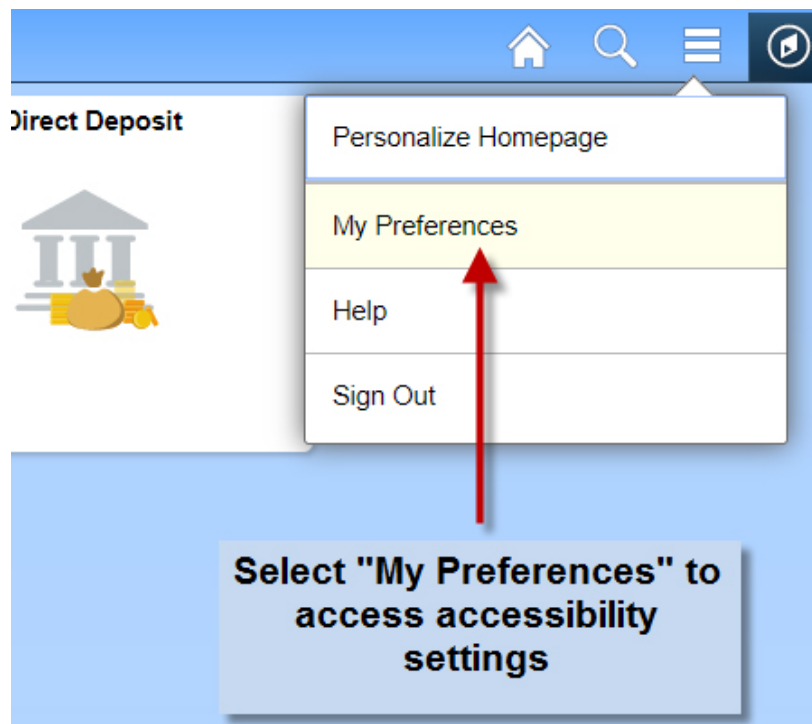 Direct Deposit
Personalize Homepage
My Preferences
Help
Sign Out
Select "My Preferences" to
access accessibility
settings